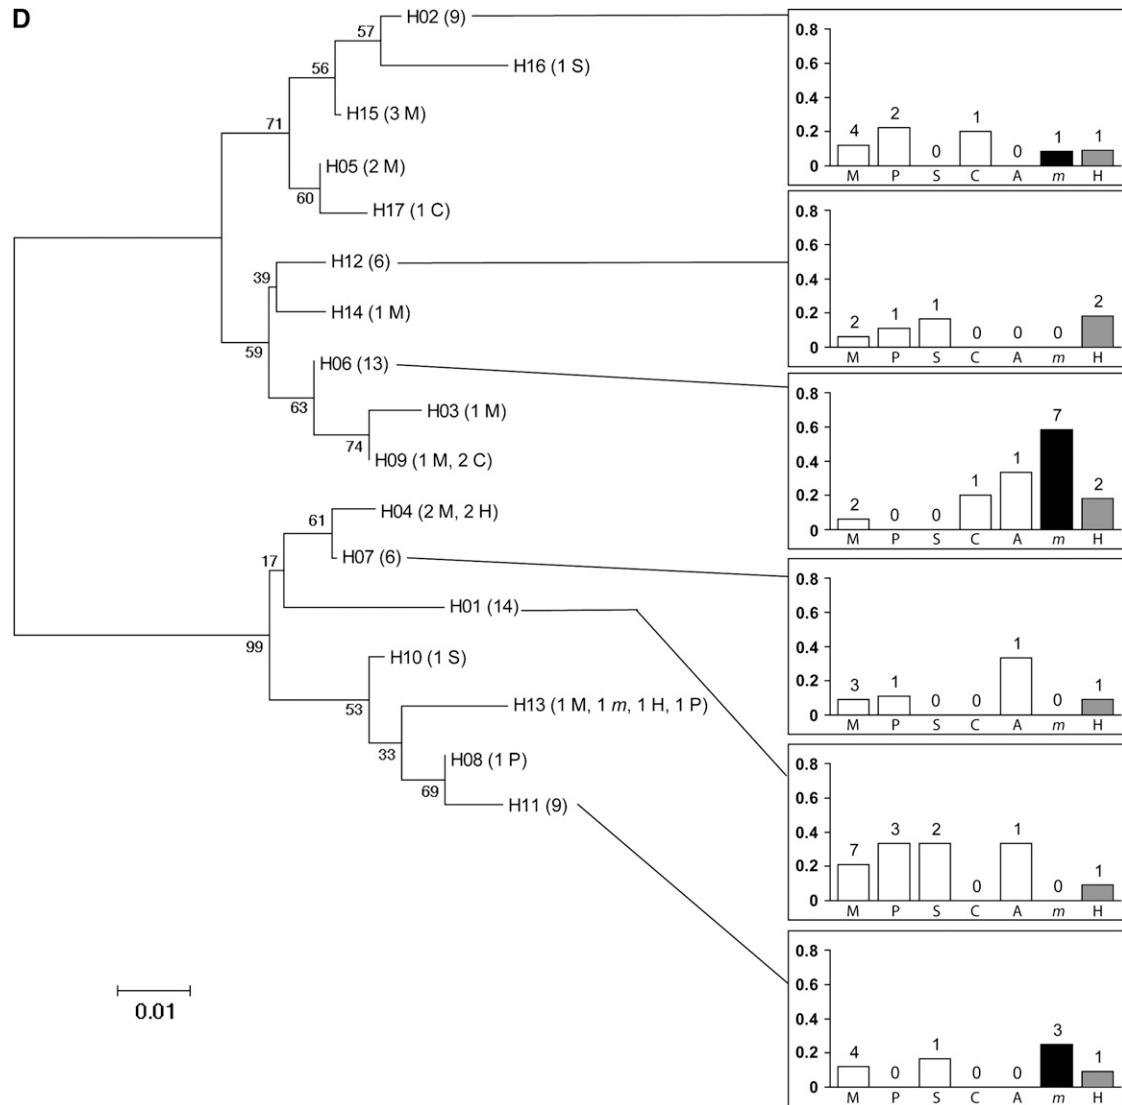 D
H02 (9)
57
H16 (1 S)
56
H15 (3 M)
71
H05 (2 M)
60
H17 (1 C)
H12 (6)
39
H14 (1 M)
59
H06 (13)
63
H03 (1 M)
74
H09 (1 M, 2 C)
H04 (2 M, 2 H)
61
H07 (6)
17
H01 (14)
99
H10 (1 S)
53
H13 (1 M, 1 m, 1 H, 1 P)
33
H08 (1 P)
69
H11 (9)
0.01
0.8
0.6
0.4
0.2
0
4 2 0 1 0 1 1
M P S C A m H
0.8
0.6
0.4
0.2
0
2 1 1 0 0 0 2
M P S C A m H
0.8
0.6
0.4
0.2
0
2 0 0 1 1 7 2
M P S C A m H
0.8
0.6
0.4
0.2
0
3 1 0 0 1 0 1
M P S C A m H
0.8
0.6
0.4
0.2
0
7 3 2 0 1 0 1
M P S C A m H
0.8
0.6
0.4
0.2
0
4 0 1 0 0 3 1
M P S C A m H